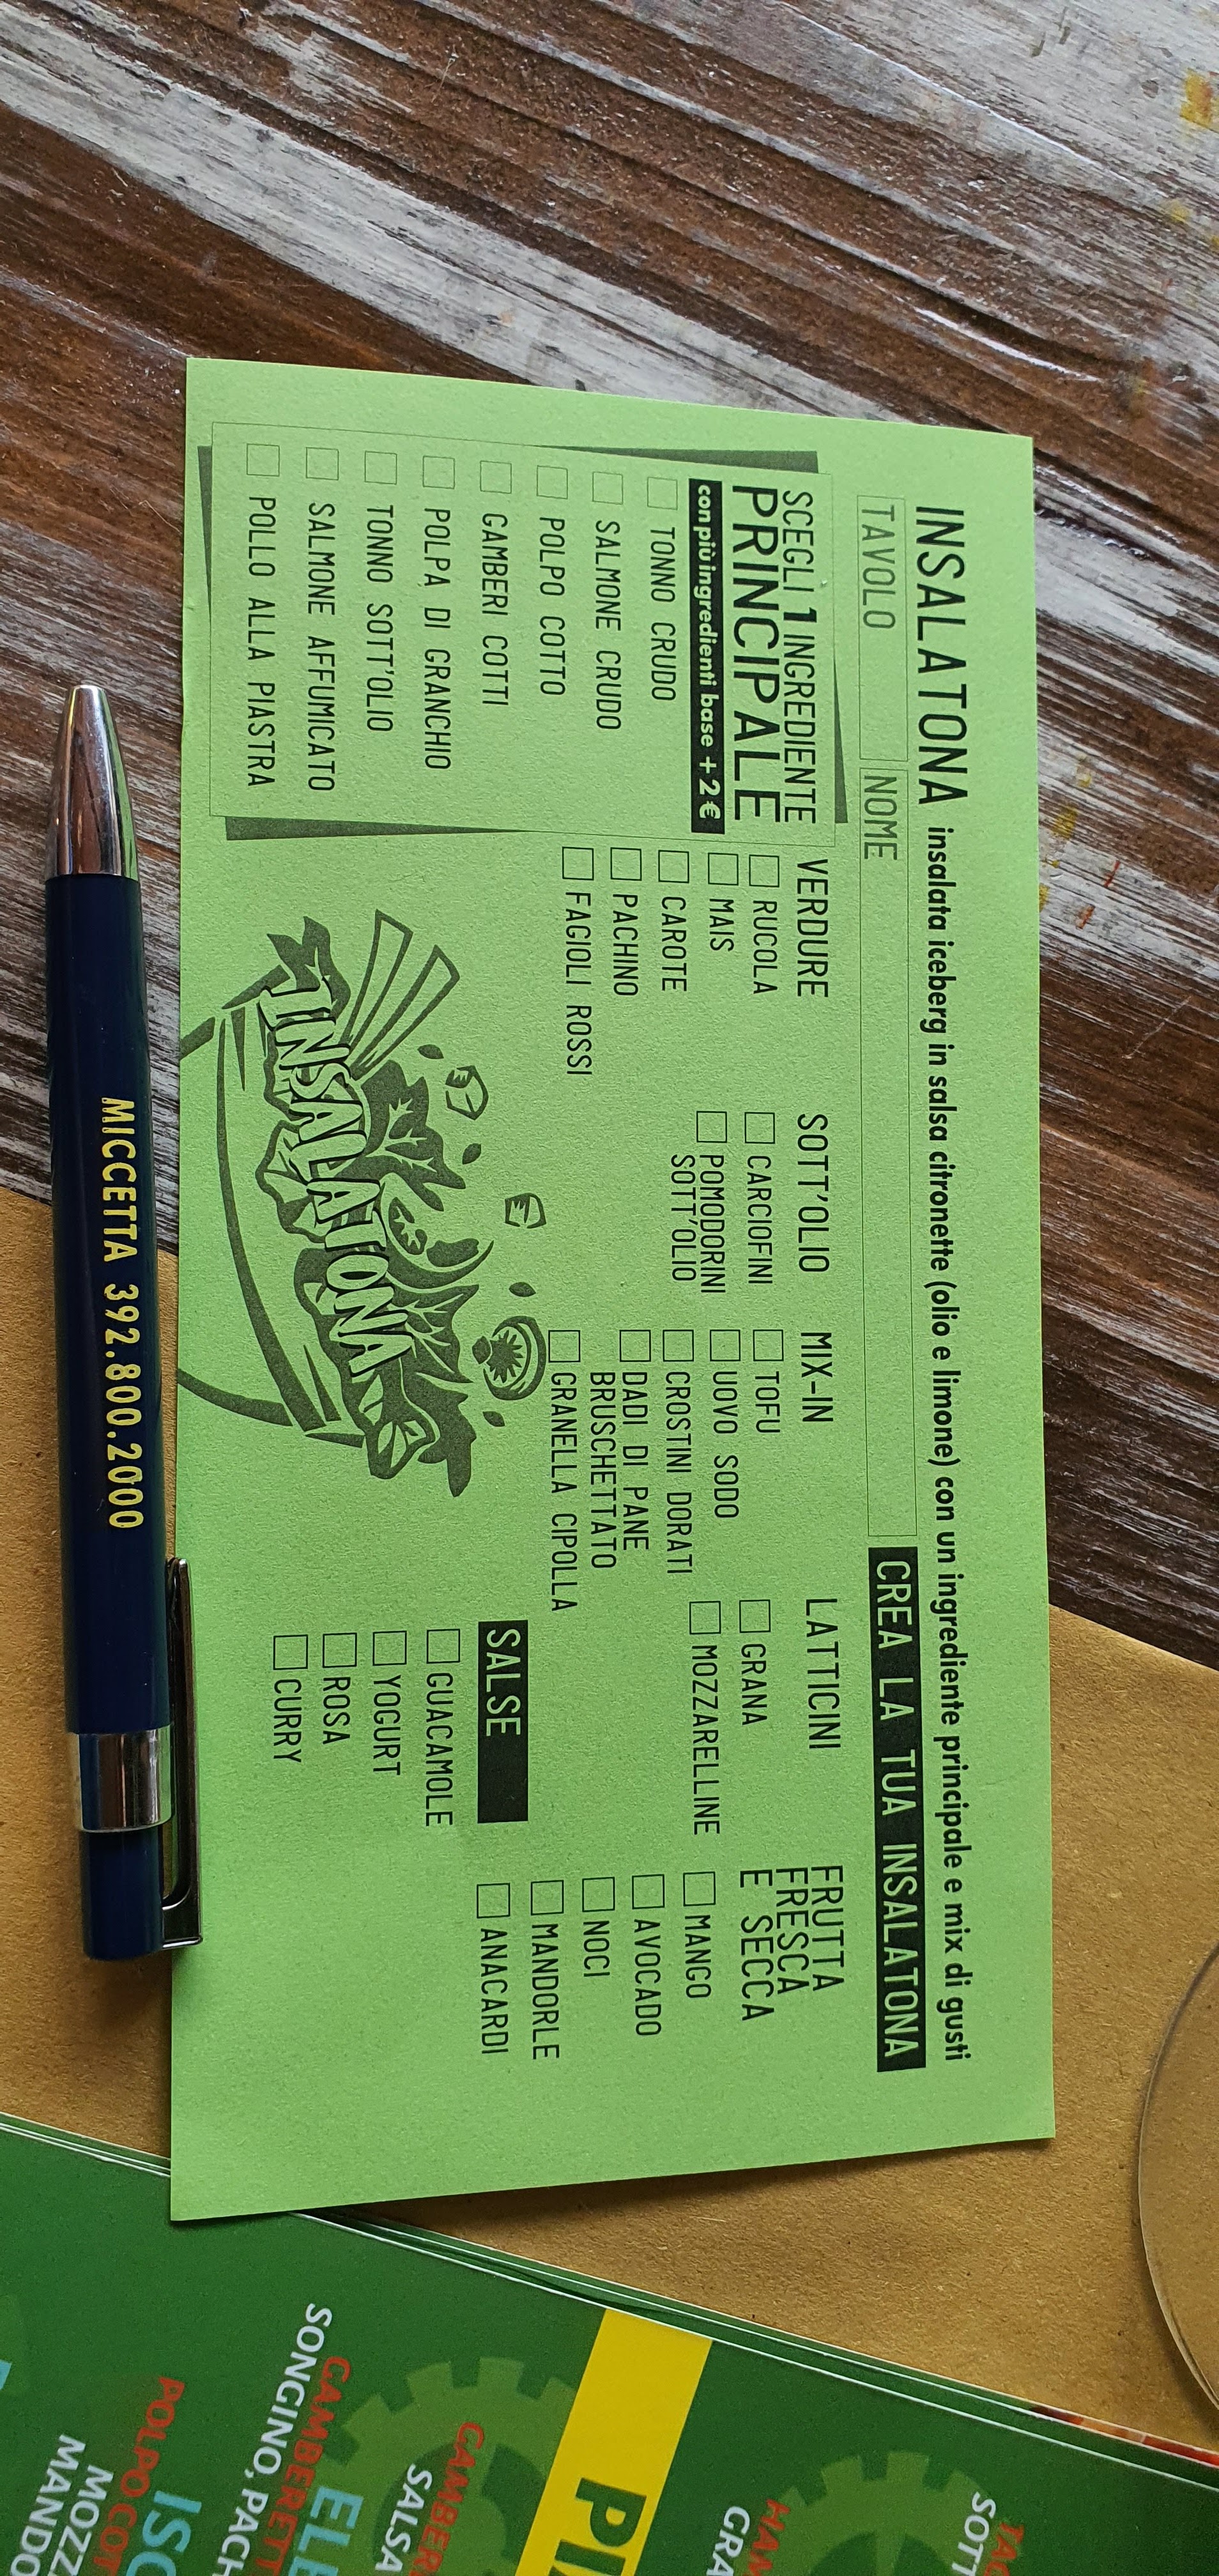 INSALATONA insalata iceberg in salsa citronette (olio e limone) con un ingrediente principale e mix di gusti
TAVOLO
NOME
CREA LA TUA INSALATONA
SCEGLI 1 INGREDIENTE
PRINCIPALE
con più ingredienti base +2€
TONNO CRUDO
SALMONE CRUDO
POLPO COTTO
GAMBERI COTTI
POLPA DI GRANCHIO
TONNO SOTT'OLIO
SALMONE AFFUMICATO
POLLO ALLA PIASTRA
VERDURE
RUCOLA
MAIS
CAROTE
PACHINO
FAGIOLI ROSSI
SOTT'OLIO
CARCIOFINI
POMODORINI
SOTT'OLIO
MIX-IN
TOFU
UOVO SODO
CROSTINI DORATI
DADI DI PANE
BRUSCHETTATO
GRANELLA CIPOLLA
LATTICINI
GRANA
MOZZARELLINE
FRUTTA
FRESCA
E SECCA
MANGO
AVOCADO
NOCI
MANDORLE
ANACARDI
SALSE
GUACAMOLE
YOGURT
ROSA
CURRY
INSALATONA
MICCETTA 392.800.2000
SALSA
SONGINO, PACH
POLPO COT